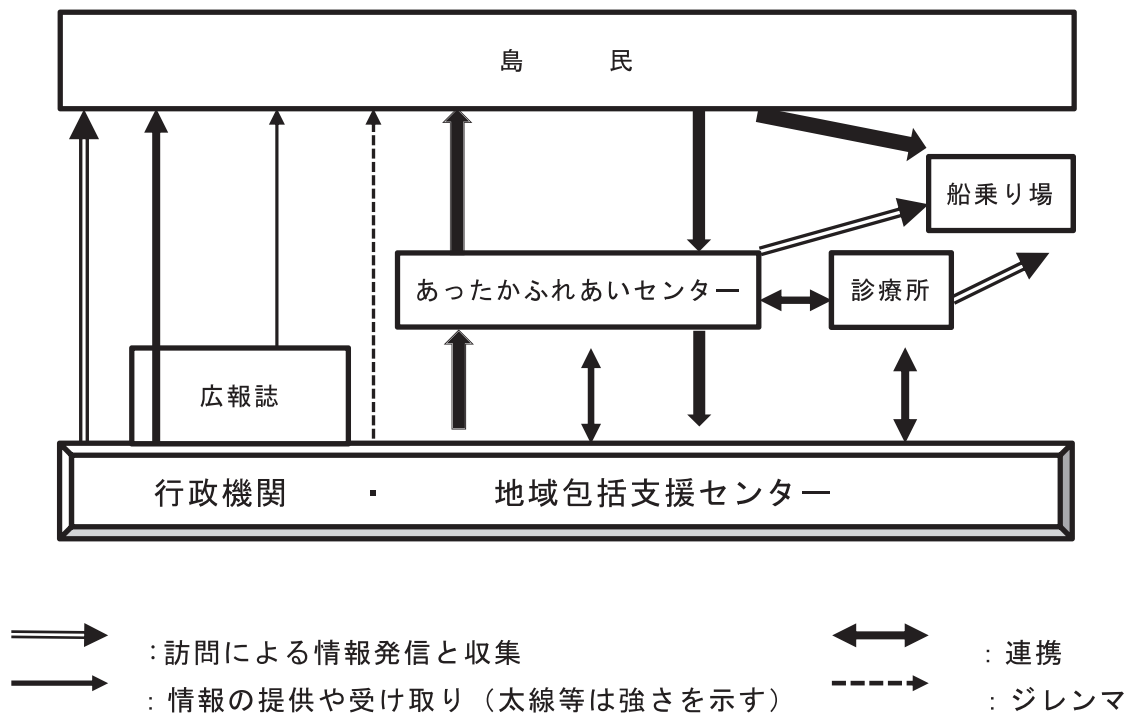 島 民
船乗り場
あったかふれあいセンター
診療所
広報誌
行政機関 ・ 地域包括支援センター
：訪問による情報発信と収集
：連携
：情報の提供や受け取り（太線等は強さを示す）
：ジレンマ